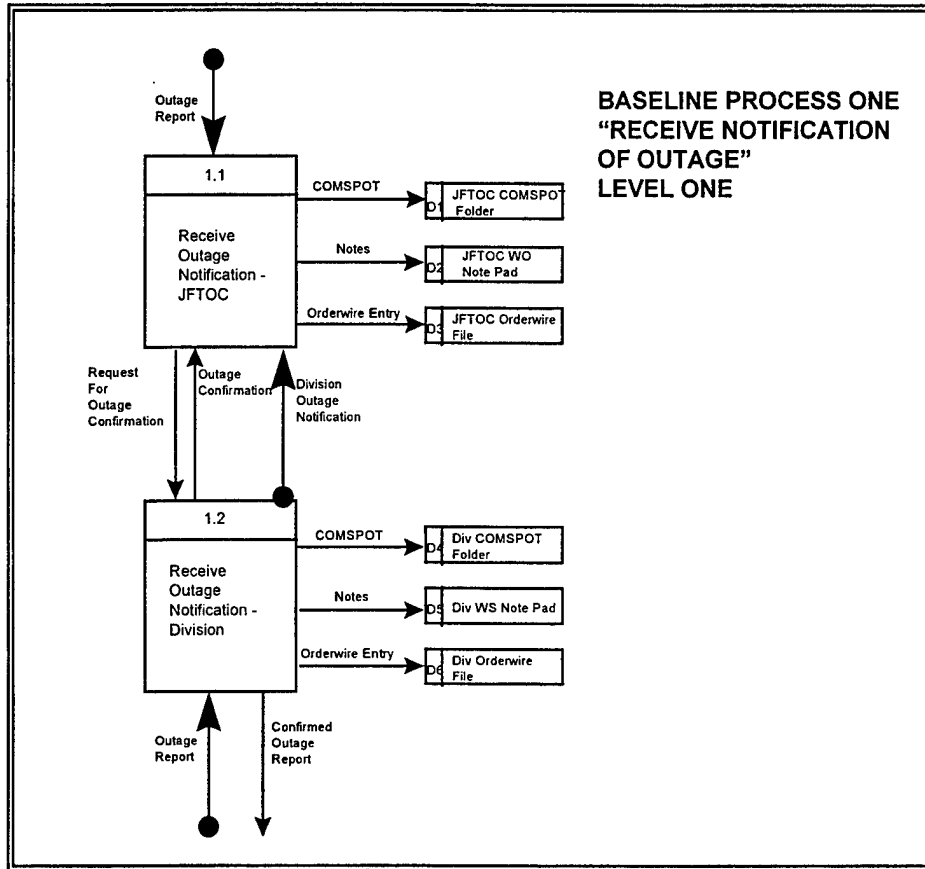 BASELINE PROCESS ONE
“RECEIVE NOTIFICATION
OF OUTAGE”
LEVEL ONE
Outage
Report
1.1
Receive
Outage
Notification -
JFTOC
COMSPOT
D1 JFTOC COMSPOT
Folder
Notes
D2 JFTOC WO
Note Pad
Orderwire Entry
D3 JFTOC Orderwire
File
Request
For
Outage
Confirmation
Outage
Confirmation
Division
Outage
Notification
1.2
Receive
Outage
Notification -
Division
COMSPOT
D4 Div COMSPOT
Folder
Notes
D5 Div WS Note Pad
Orderwire Entry
D6 Div Orderwire
File
Outage
Report
Confirmed
Outage
Report